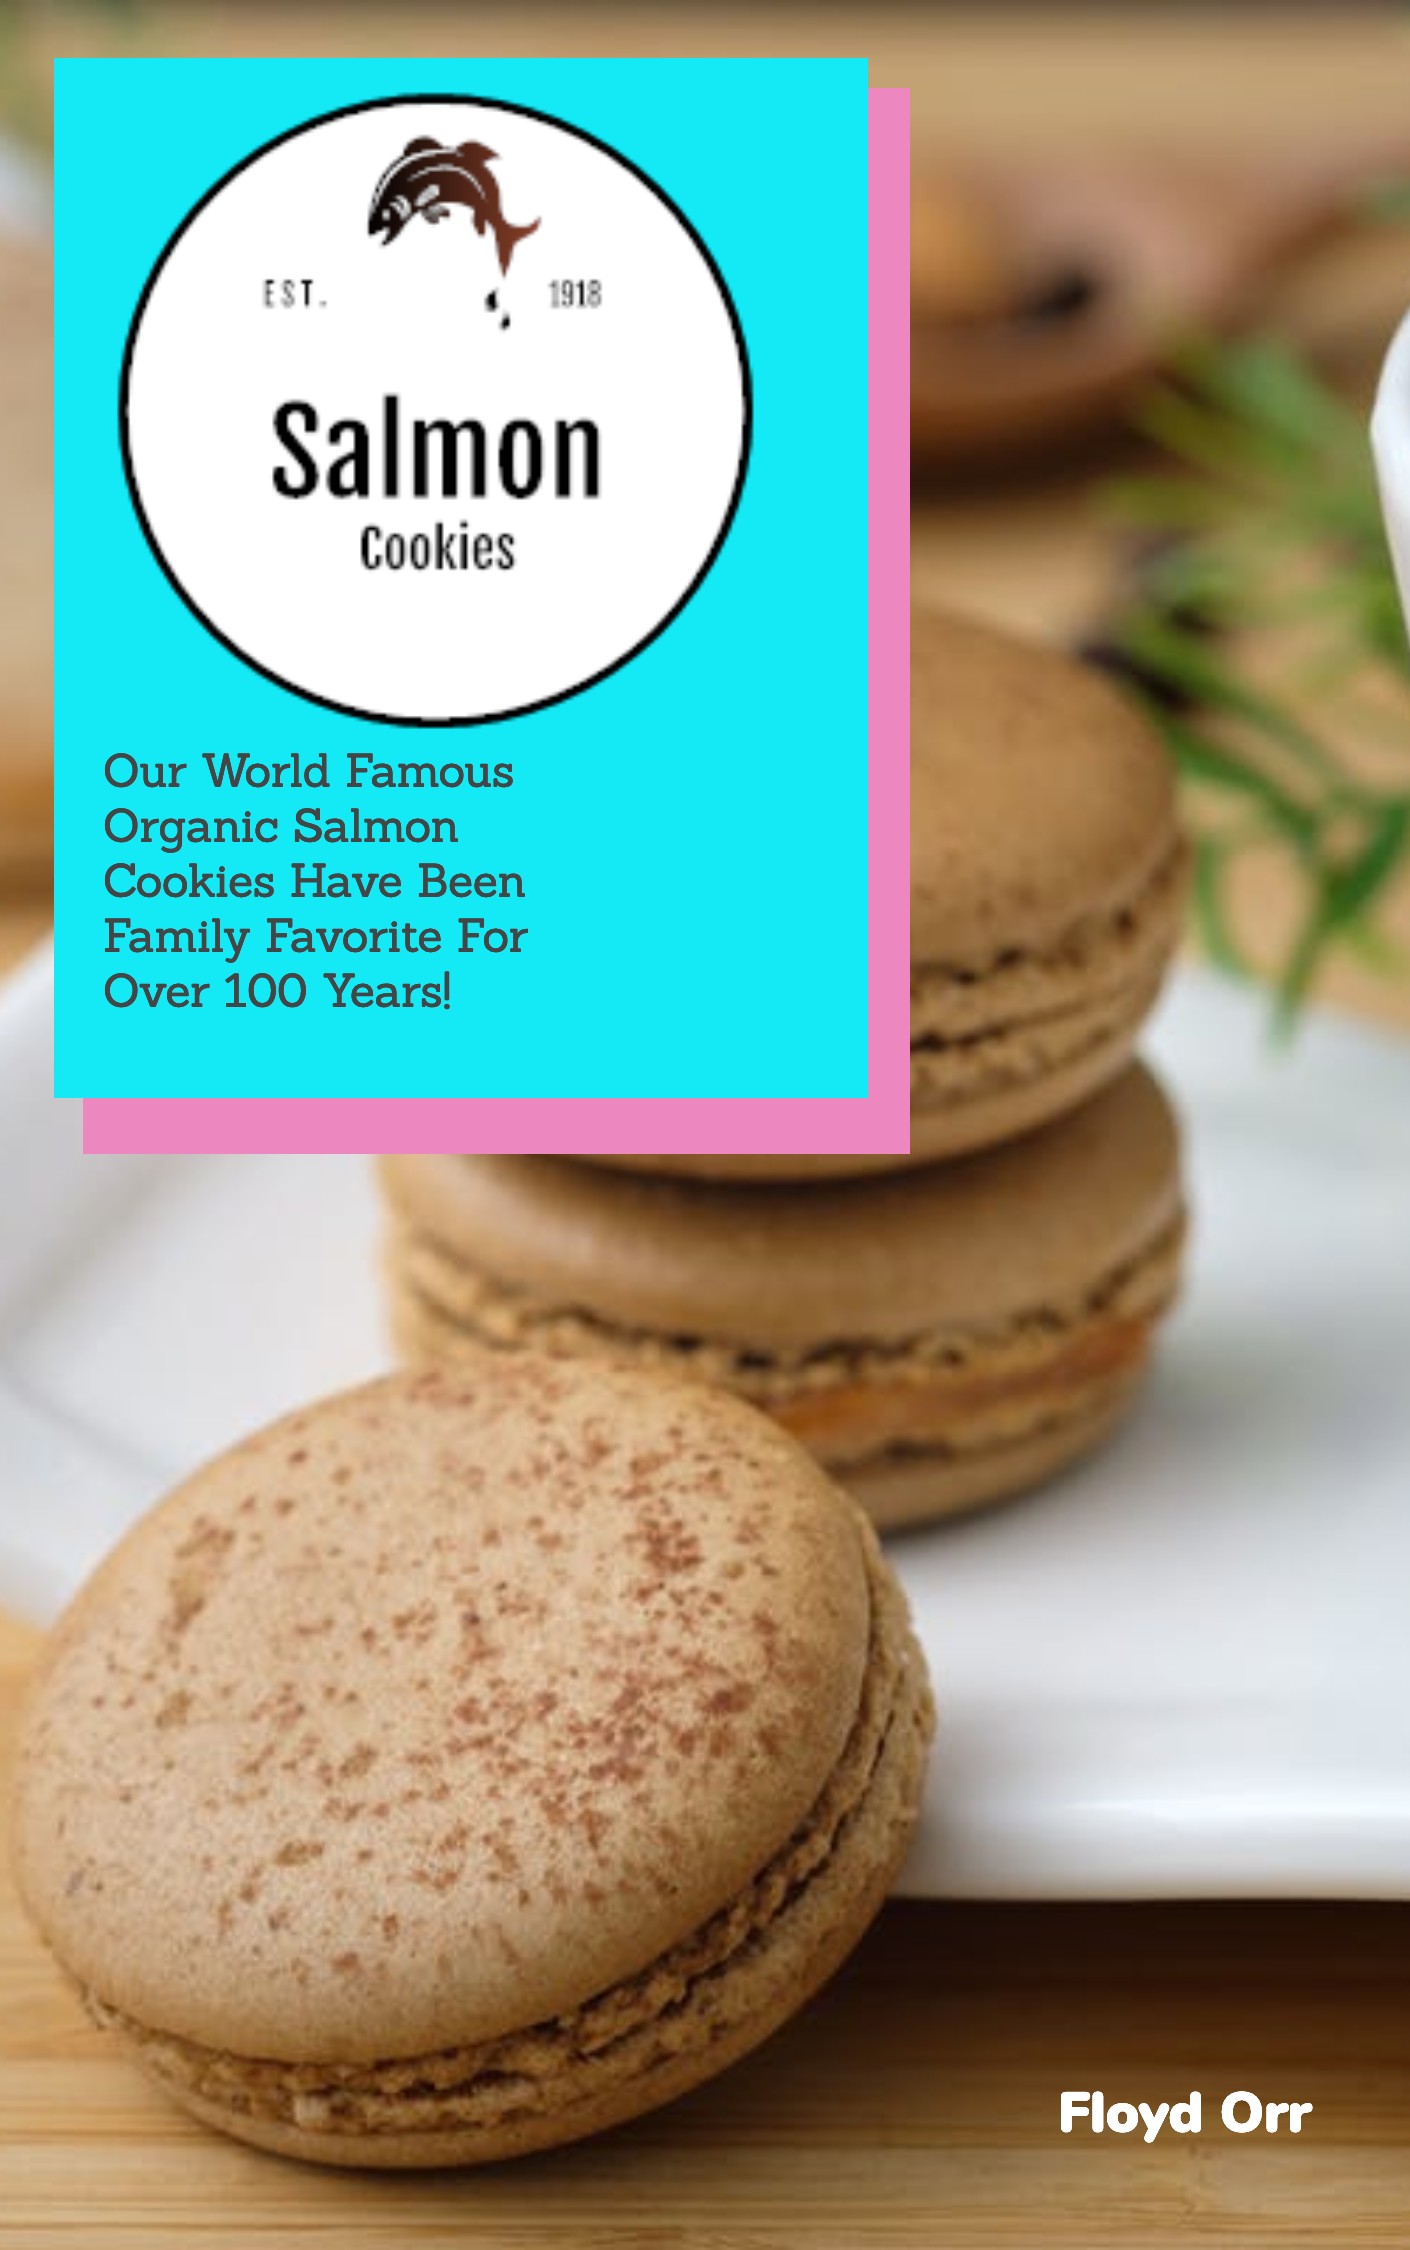 EST. 1918
Salmon
Cookies
Our World Famous
Organic Salmon
Cookies Have Been
Family Favorite For
Over 100 Years!
Floyd Orr